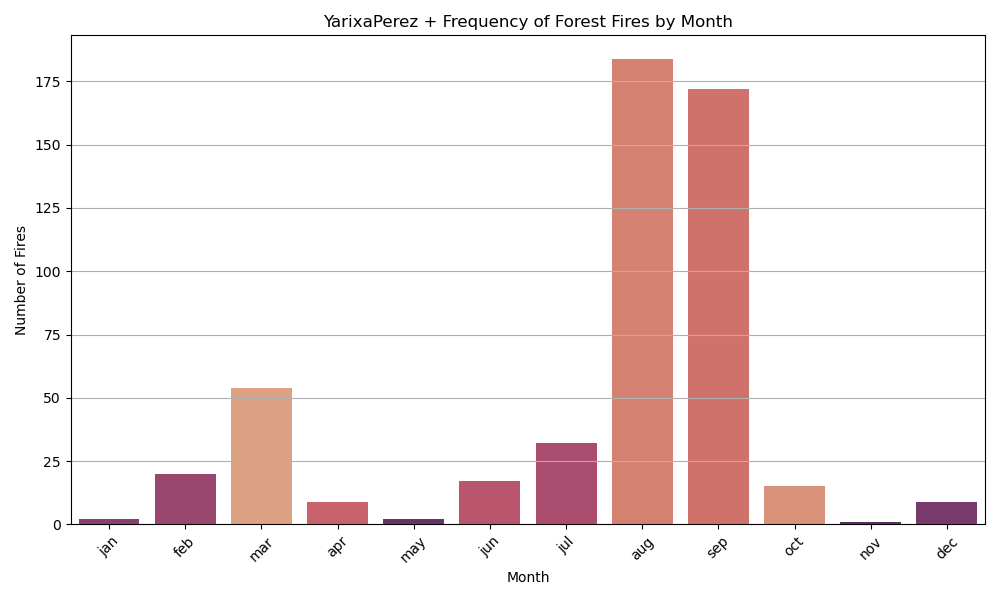 YarixaPerez + Frequency of Forest Fires by Month
Number of Fires
175
150
125
100
75
50
25
0
jan
feb
mar
apr
may
jun
jul
aug
sep
oct
nov
dec
Month